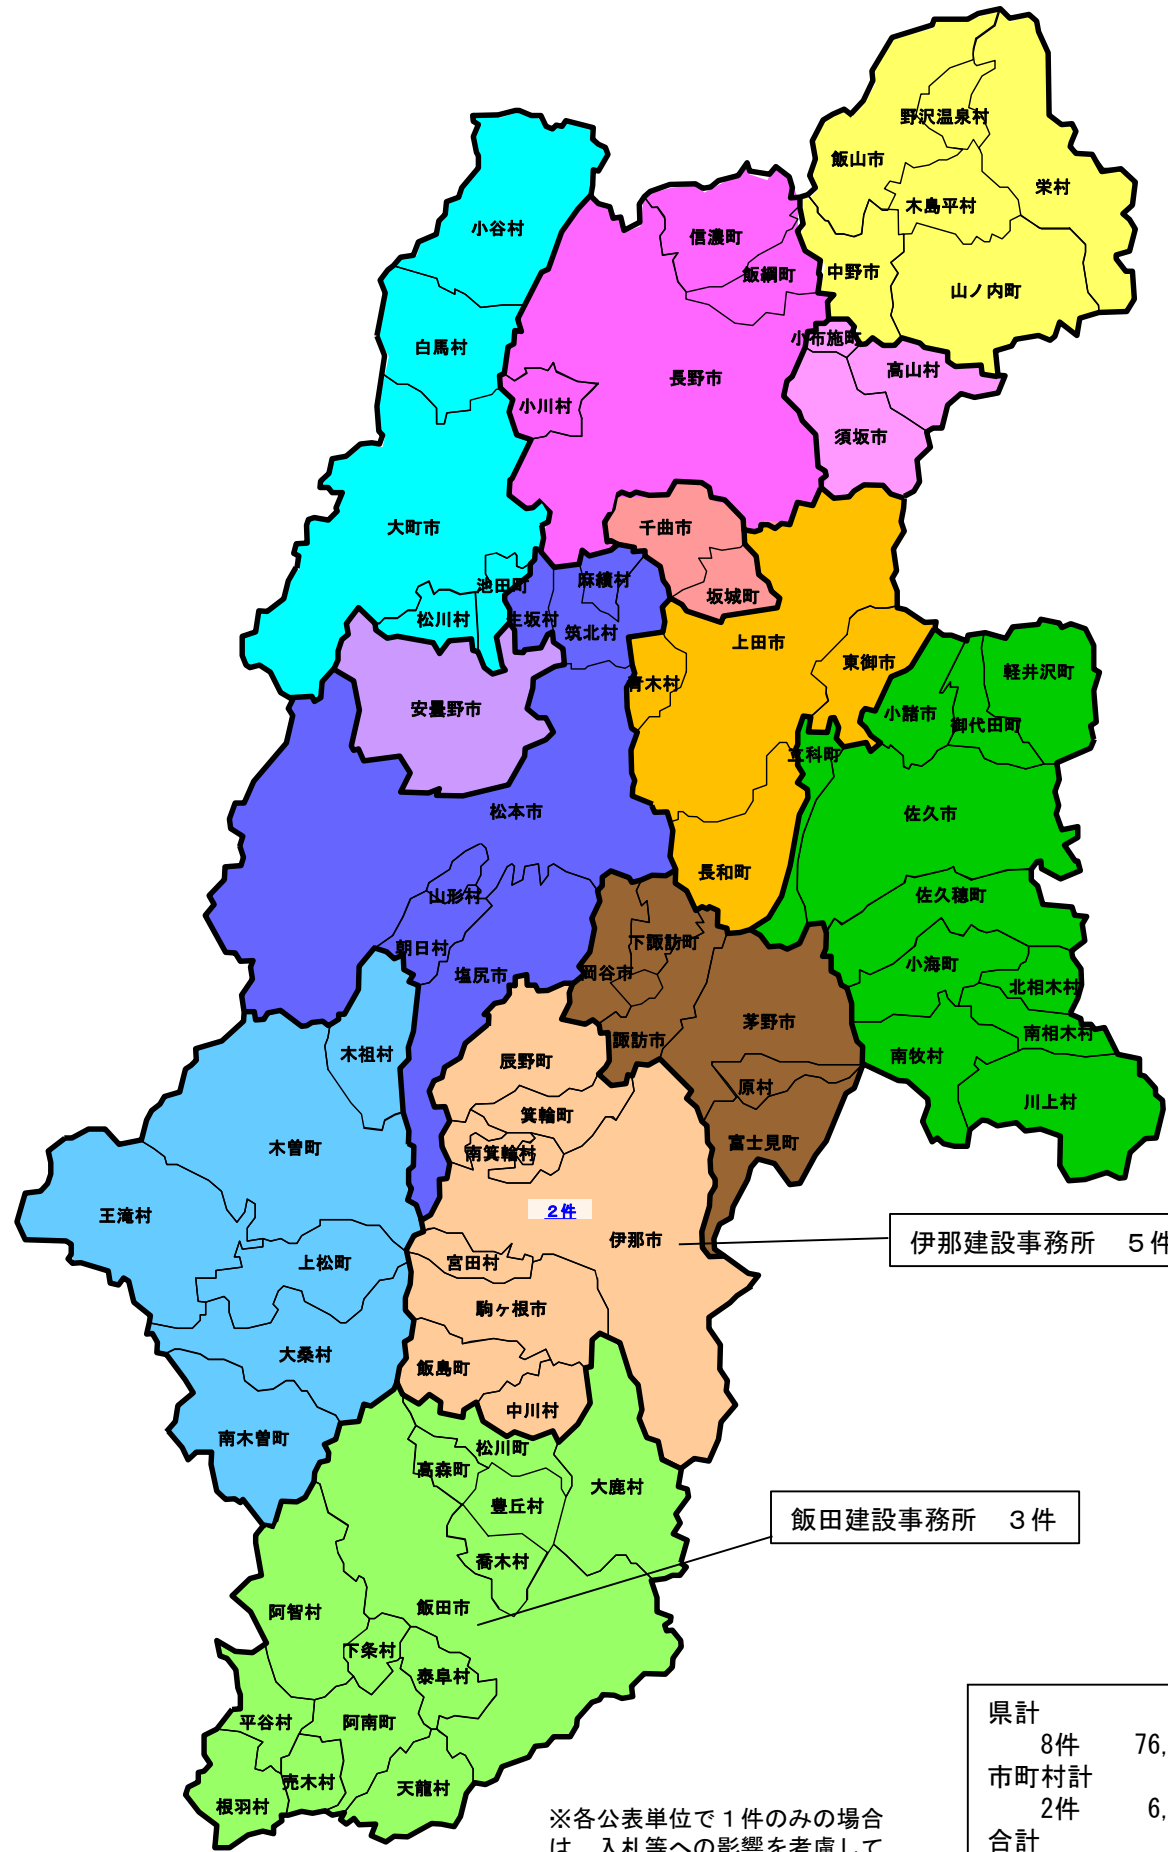 野沢温泉村
飯山市
栄村
木島平村
小谷村
信濃町
飯綱町
中野市
山ノ内町
白馬村
小布施町
高山村
長野市
小川村
須坂市
大町市
千曲市
池田町
麻績村
坂城町
松川村
生坂村
筑北村
上田市
東御市
軽井沢町
青木村
安曇野市
小諸市
御代田町
立科町
松本市
佐久市
長和町
山形村
佐久穂町
朝日村
下諏訪町
塩尻市
岡谷市
小海町
北相木村
茅野市
諏訪市
南相木村
木祖村
辰野町
南牧村
原村
川上村
箕輪町
木曽町
南箕輪村
富士見町
王滝村
2件
伊那市
伊那建設事務所 5件
上松町
宮田村
駒ヶ根市
大桑村
飯島町
中川村
南木曽町
松川町
高森町
大鹿村
豊丘村
飯田建設事務所 3件
喬木村
阿智村
飯田市
下条村
泰阜村
平谷村
阿南町
売木村
天龍村
根羽村
県計
8件 76,
市町村計
2件 6,
合計
※各公表単位で1件のみの場合
は、入札等への影響を考慮して